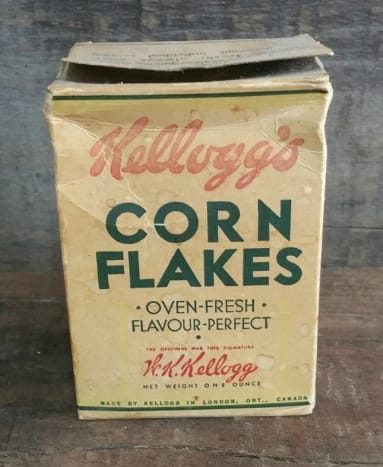 Kellogg's
CORN
FLAKES
• OVEN-FRESH •
FLAVOUR-PERFECT
•
THE ORIGINAL HAS THIS SIGNATURE
W.K.Kellogg
NET WEIGHT ONE OUNCE
MADE BY KELLOGG IN LONDON, ONT., CANADA